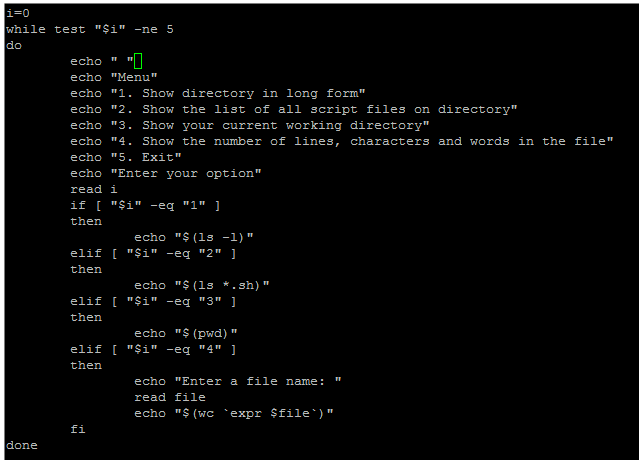 i=0
while test "$i" -ne 5
do
        echo " "
        echo "Menu"
        echo "1. Show directory in long form"
        echo "2. Show the list of all script files on directory"
        echo "3. Show your current working directory"
        echo "4. Show the number of lines, characters and words in the file"
        echo "5. Exit"
        echo "Enter your option"
        read i
        if [ "$i" -eq "1" ]
        then
                echo "$(ls -l)"
        elif [ "$i" -eq "2" ]
        then
                echo "$(ls *.sh)"
        elif [ "$i" -eq "3" ]
        then
                echo "$(pwd)"
        elif [ "$i" -eq "4" ]
        then
                echo "Enter a file name: "
                read file
                echo "$(wc `expr $file`)"
        fi
done